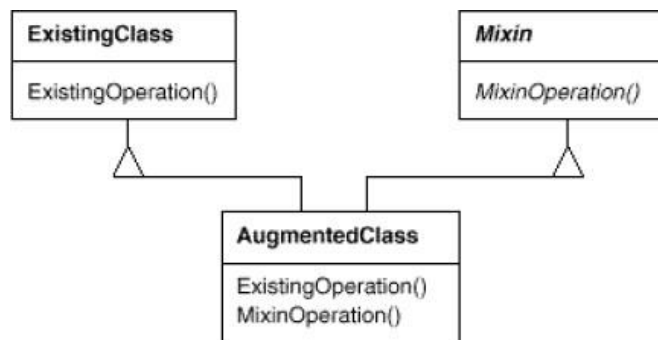 ExistingClass
ExistingOperation()
Mixin
MixinOperation()
AugmentedClass
ExistingOperation()
MixinOperation()